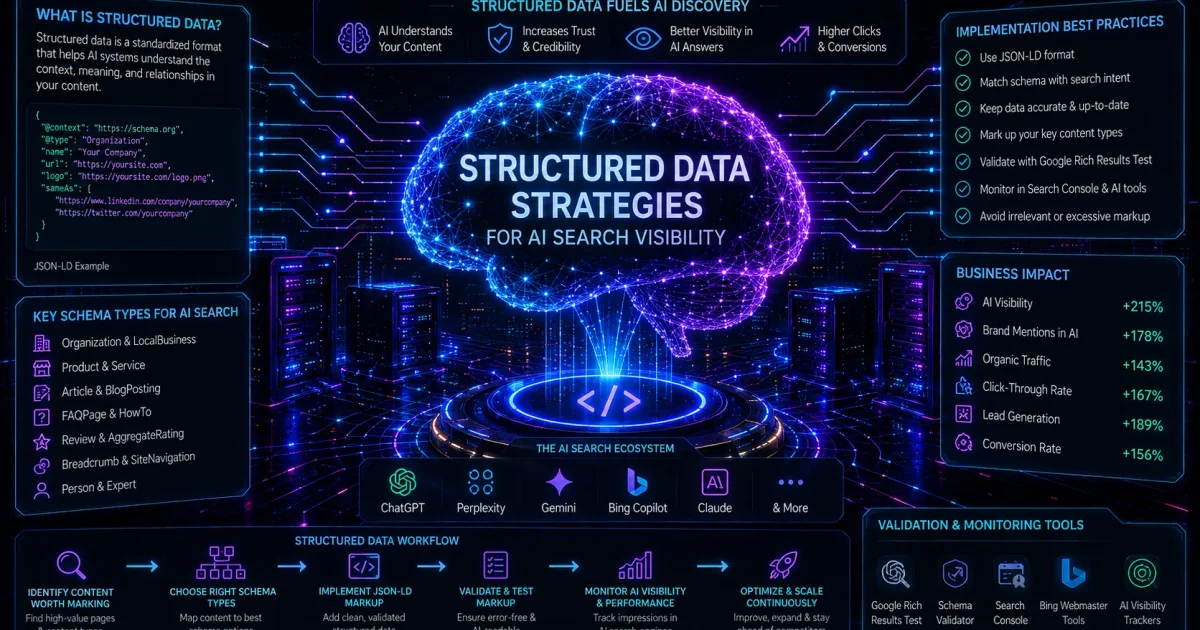 WHAT IS STRUCTURED DATA?
Structured data is a standardized format
that helps AI systems understand the
context, meaning, and relationships in
your content.
{
"@context": "https://schema.org",
"@type": "Organization",
"name": "Your Company",
"url": "https://yoursite.com",
"logo": "https://yoursite.com/logo.png",
"sameAs": {
"https://www.linkedin.com/company/yourcompany",
"https://twitter.com/yourcompany"
}
}
JSON-LD Example
KEY SCHEMA TYPES FOR AI SEARCH
Organization & LocalBusiness
Product & Service
Article & BlogPosting
FAQPage & HowTo
Review & AggregateRating
Breadcrumb & SiteNavigation
Person & Expert
STRUCTURED DATA FUELS AI DISCOVERY
AI Understands
Your Content
Increases Trust
& Credibility
Better Visibility in
AI Answers
Higher Clicks
& Conversions
STRUCTURED DATA
STRATEGIES
FOR AI SEARCH VISIBILITY
</>
THE AI SEARCH ECOSYSTEM
ChatGPT
Perplexity
Gemini
Bing Copilot
AI
Claude
& More
IMPLEMENTATION BEST PRACTICES
Use JSON-LD format
Match schema with search intent
Keep data accurate & up-to-date
Mark up your key content types
Validate with Google Rich Results Test
Monitor in Search Console & AI tools
Avoid irrelevant or excessive markup
BUSINESS IMPACT
AI Visibility +215%
Brand Mentions in AI +178%
Organic Traffic +143%
Click-Through Rate +167%
Lead Generation +189%
Conversion Rate +156%
STRUCTURED DATA WORKFLOW
IDENTIFY CONTENT
WORTH MARKING
Find high-value pages
CHOOSE RIGHT SCHEMA
TYPES
Map content to best
</>
IMPLEMENT JSON-LD
MARKUP
Add clean, validated
VALIDATE & TEST
MARKUP
Ensure error-free &
MONITOR AI VISIBILITY
& PERFORMANCE
Track impressions in
OPTIMIZE & SCALE
CONTINUOUSLY
Improve, expand & stay
VALIDATION & MONITORING TOOLS
Google Rich
Results Test
Schema
Validator
Search
Console
Bing Webmaster
Tools
AI Visibility
Trackers